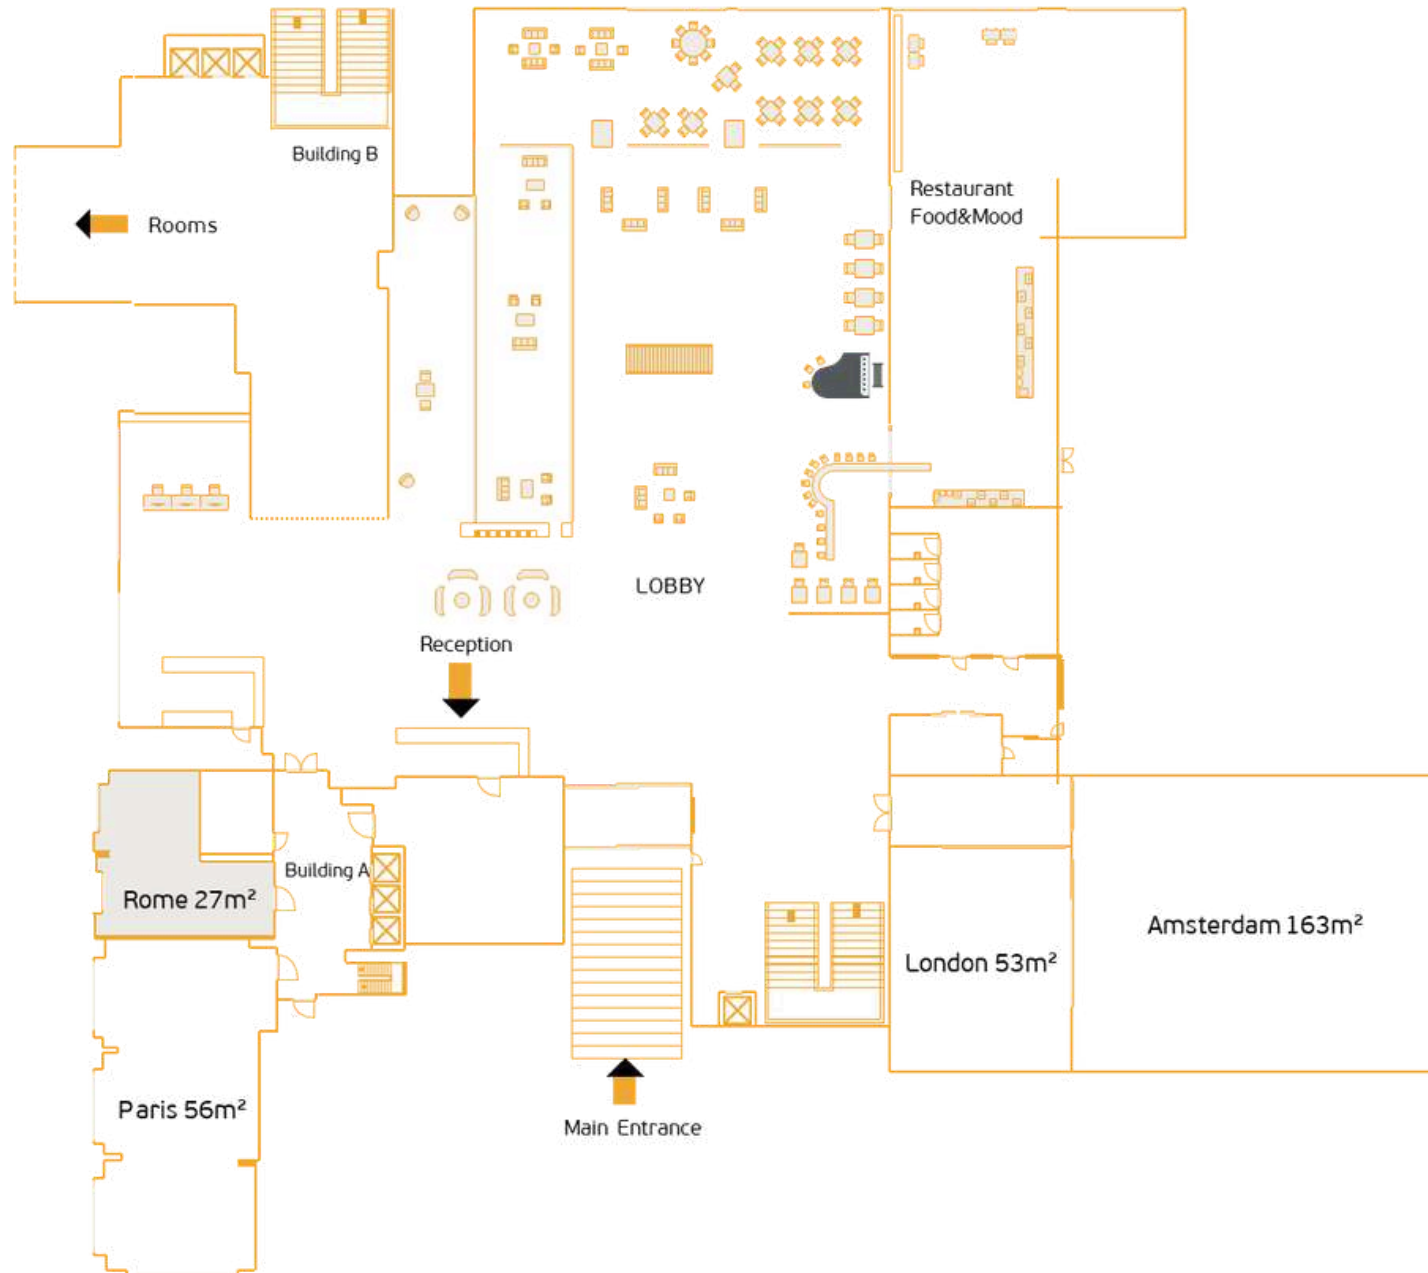 Building B
Rooms
Restaurant
Food&Mood
LOBBY
Reception
Building A
Rome 27m²
Amsterdam 163m²
London 53m²
Paris 56m²
Main Entrance